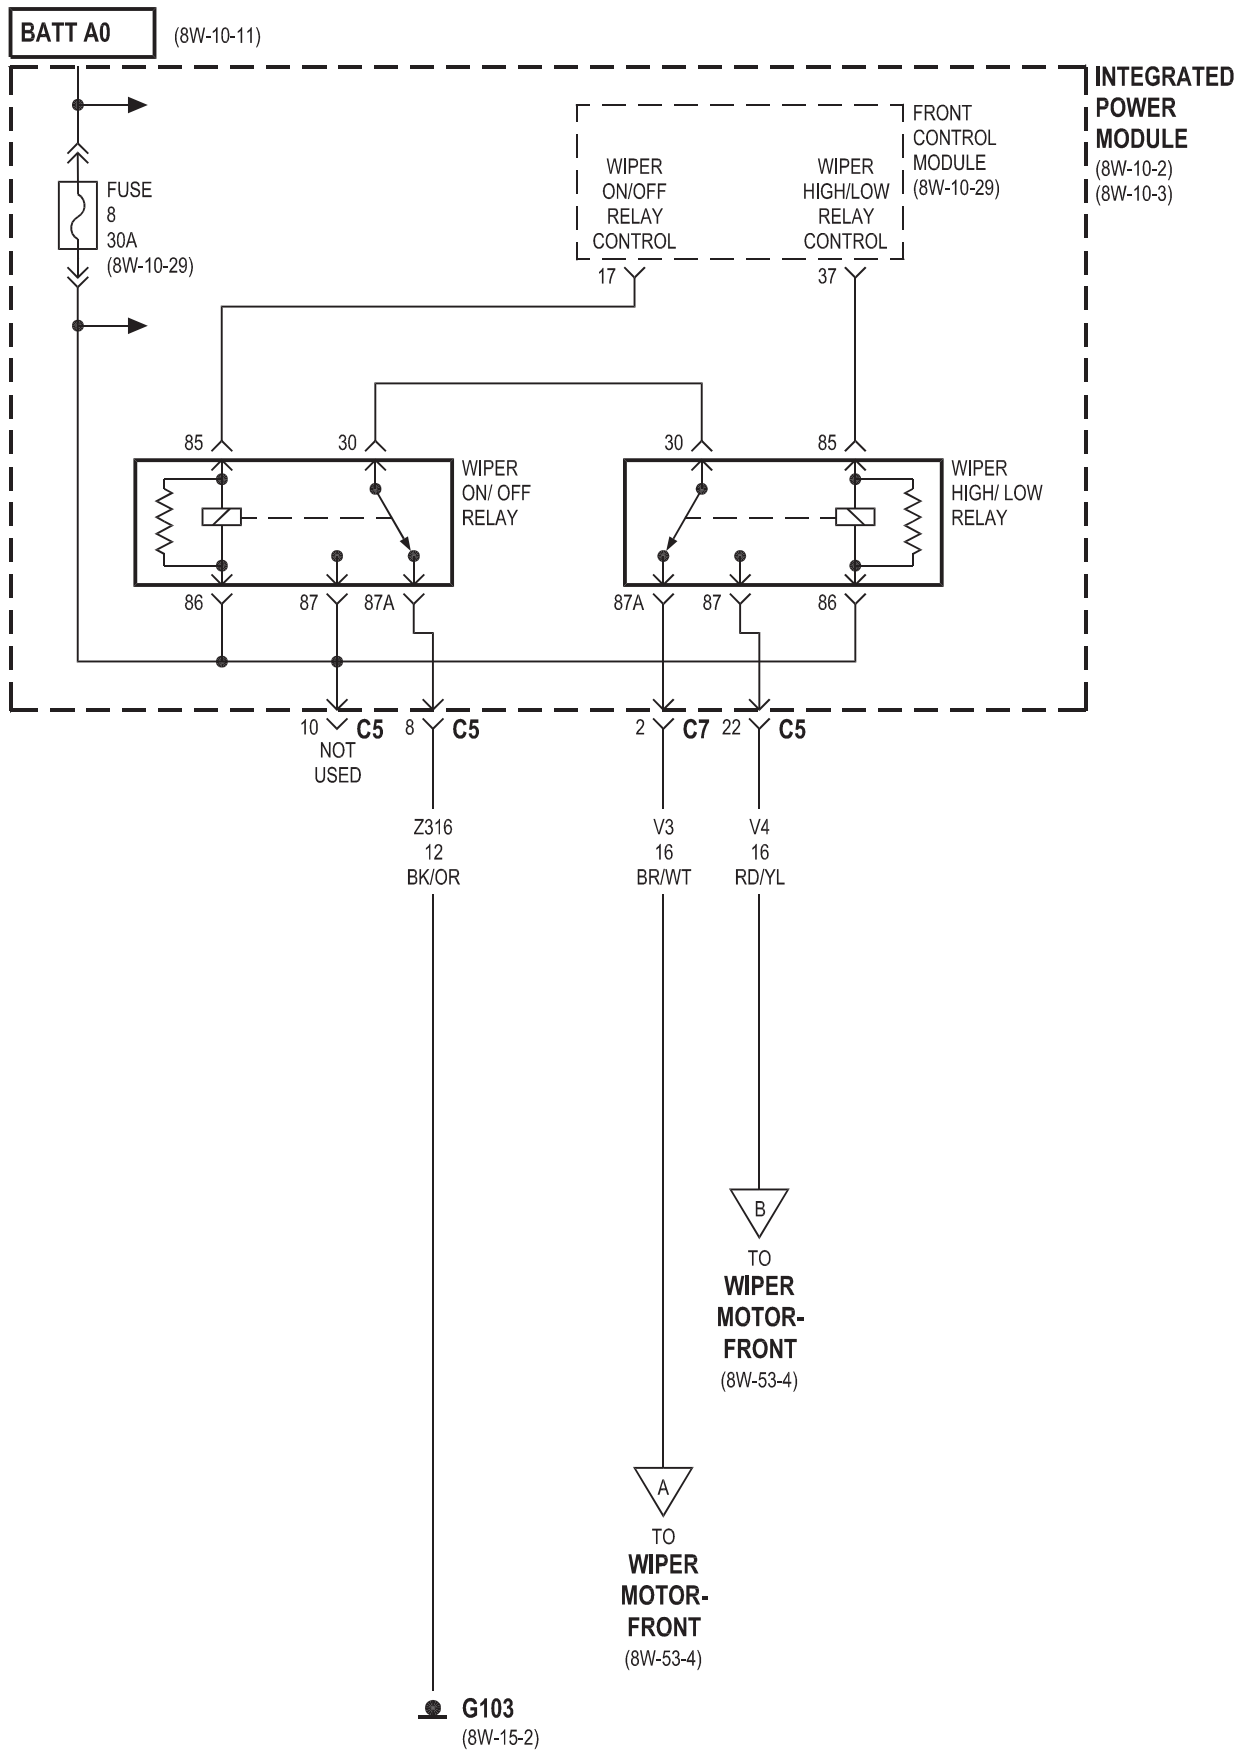 BATT A0
(8W-10-11)
INTEGRATED
POWER
MODULE
(8W-10-2)
(8W-10-3)
FRONT
CONTROL
MODULE
(8W-10-29)
WIPER
ON/OFF
RELAY
CONTROL
WIPER
HIGH/LOW
RELAY
CONTROL
FUSE
8
30A
(8W-10-29)
17
37
85
30
30
85
WIPER
ON/ OFF
RELAY
WIPER
HIGH/ LOW
RELAY
86
87
87A
87A
87
86
10
C5
8
C5
2
C7
22
C5
NOT
USED
Z316
12
BK/OR
V3
16
BR/WT
V4
16
RD/YL
B
TO
WIPER
MOTOR-
FRONT
(8W-53-4)
A
TO
WIPER
MOTOR-
FRONT
(8W-53-4)
G103
(8W-15-2)